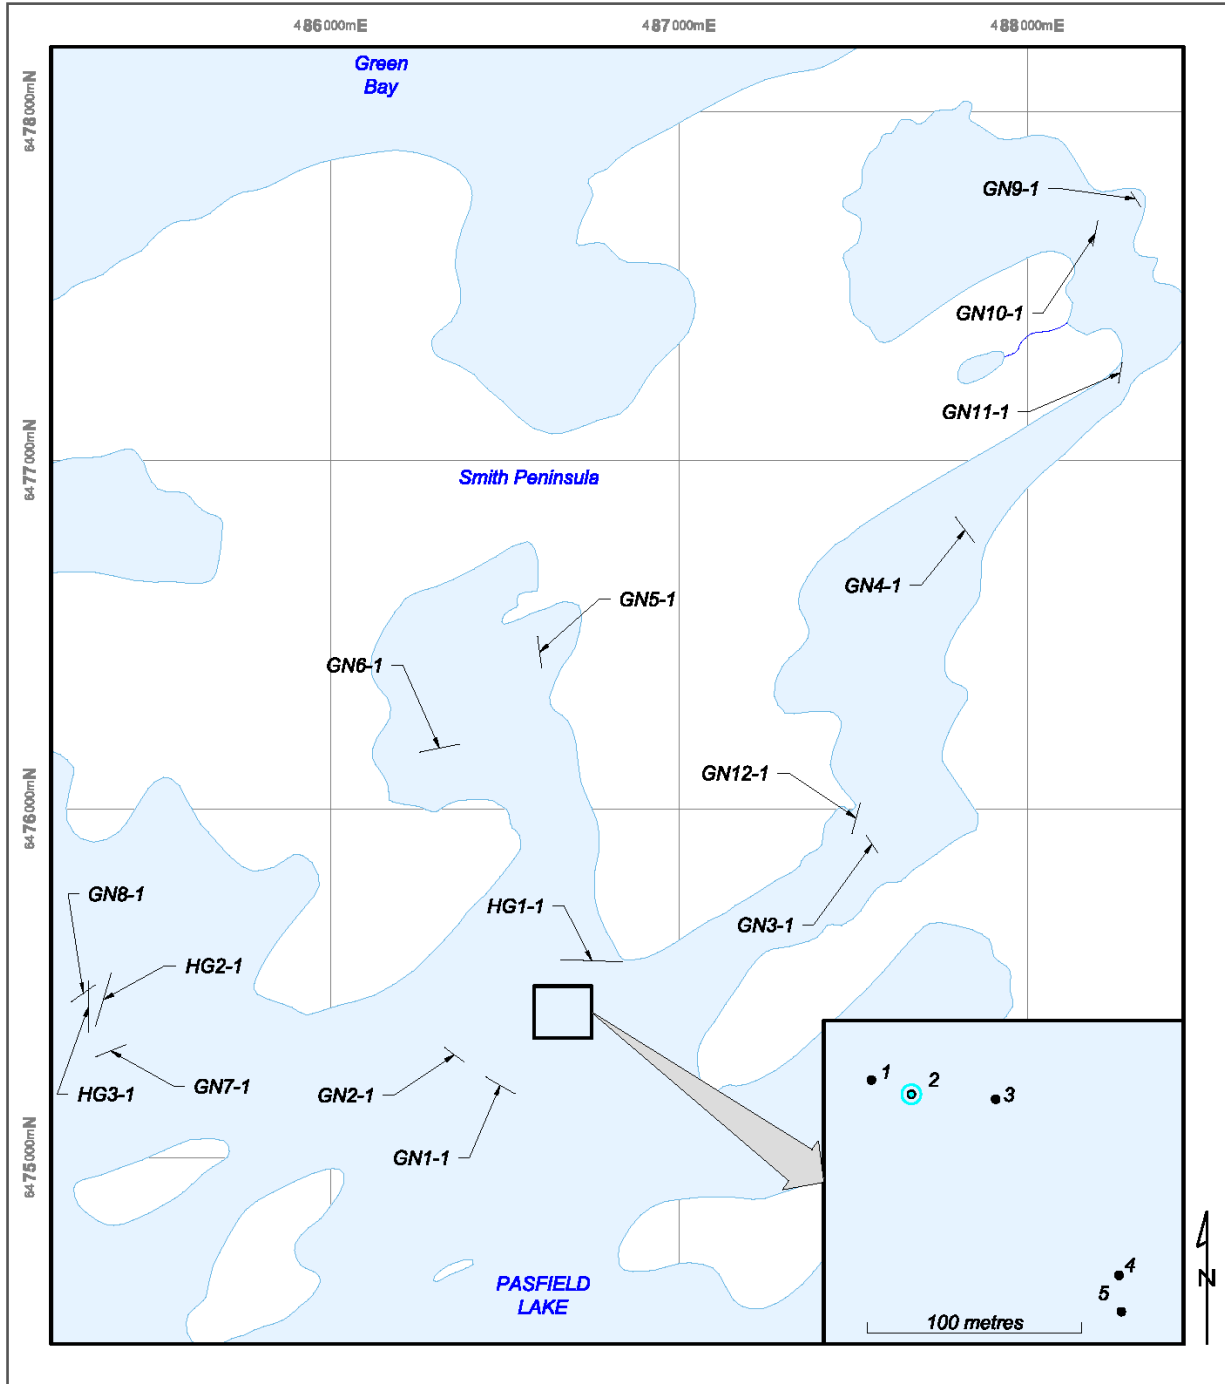 486000mE
487000mE
488000mE
Green
Bay
6478000mN
GN9-1
GN10-1
GN11-1
6477000mN
Smith Peninsula
GN4-1
GN5-1
GN6-1
GN12-1
6476000mN
GN8-1
HG1-1
GN3-1
HG2-1
GN7-1
HG3-1
GN2-1
GN1-1
6475000mN
1
2
3
4
5
100 metres
PASFIELD
LAKE
N